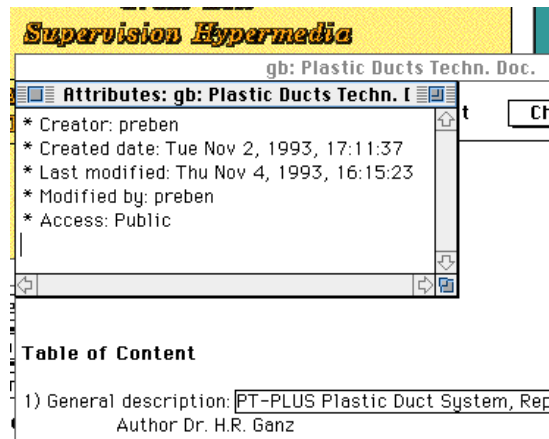 Supervision Hypermedia
gb: Plastic Ducts Techn. Doc.
Attributes: gb: Plastic Ducts Techn. D
t
Ch
* Creator: preben
* Created date: Tue Nov 2, 1993, 17:11:37
* Last modified: Thu Nov 4, 1993, 16:15:23
* Modified by: preben
* Access: Public
Table of Content
1) General description: PT-PLUS Plastic Duct System, Rep
Author Dr. H.R. Ganz